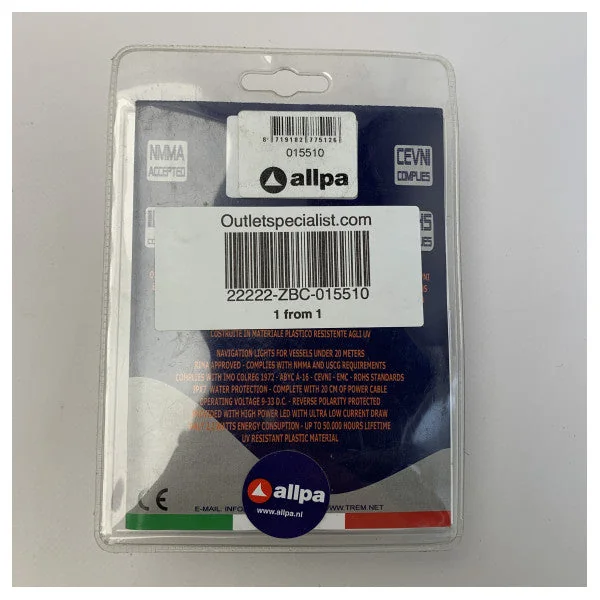 8 719182 775126
015510
allpa
NMMA
ACCEPTED
CEVNI
COMPLIES
Outletspecialist.com
22222-ZBC-015510
1 from 1
COSTRUITE IN MATERIALE PLASTICO RESISTENTE AGLI UV
NAVIGATION LIGHTS FOR VESSELS UNDER 20 METERS
RINA APPROVED - COMPLIES WITH NMMA AND USCG REQUIREMENTS
COMPLIES WITH IMO COLREG 1972 - ABYC A-16 - CEVNI - EMC - ROHS STANDARDS
WATER PROTECTION - COMPLETE WITH 20 CM OF POWER CABLE
OPERATING VOLTAGE 9-33 D.C. - REVERSE POLARITY PROTECTED
WITH HIGH POWER LED WITH ULTRA LOW CURRENT DRAW
WATTS ENERGY CONSUPTION - UP TO 50.000 HOURS LIFETIME
UV RESISTANT PLASTIC MATERIAL
CE
E-MAIL: INFO
WWW.TREM.NET
allpa
www.allpa.nl